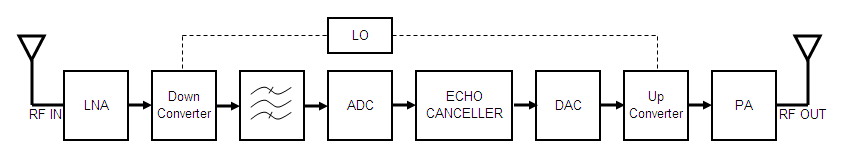 LO
RF IN
LNA
Down
Converter
ADC
ECHO
CANCELLER
DAC
Up
Converter
PA
RF OUT